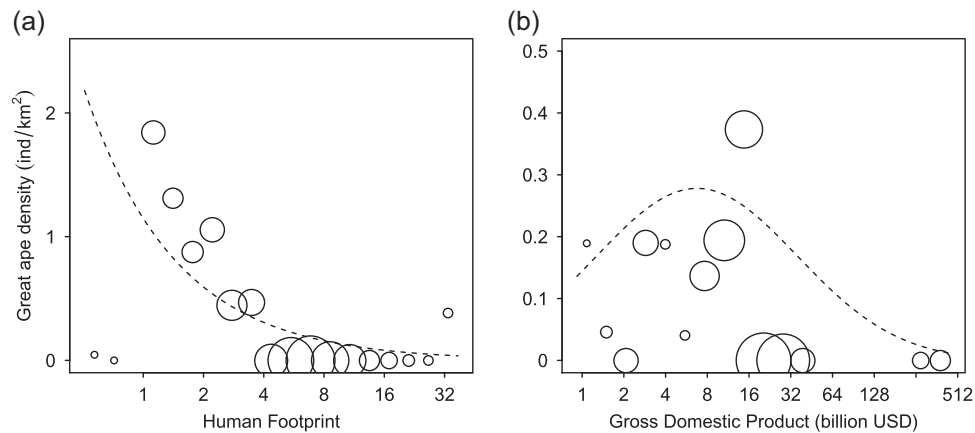 (a)
(b)
Great ape density (ind/km²)
2
1
0
1 2 4 8 16 32
Human Footprint
0.5
0.4
0.3
0.2
0.1
0
1 2 4 8 16 32 64 128 512
Gross Domestic Product (billion USD)